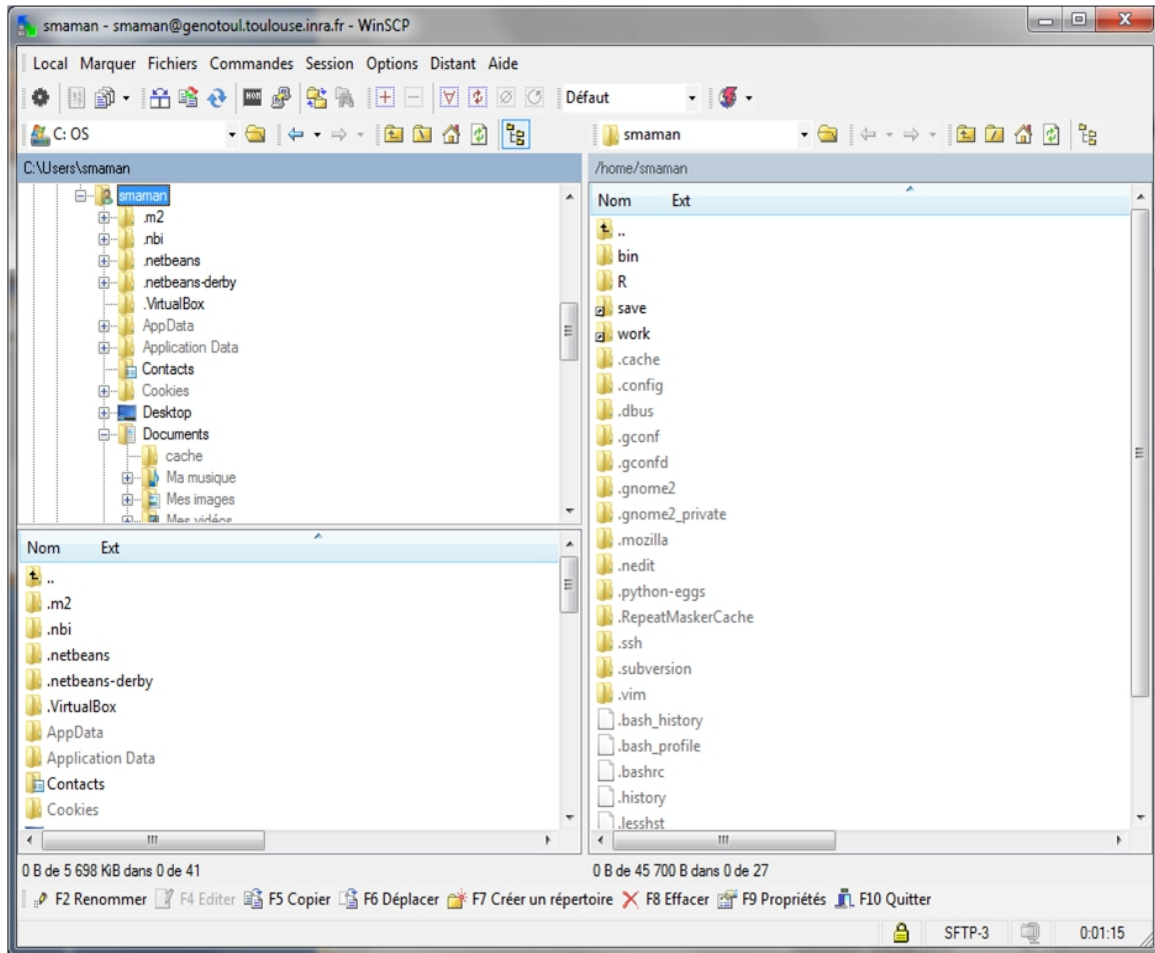 smaman - smaman@genotoul.toulouse.inra.fr - WinSCP
Local Marquer Fichiers Commandes Session Options Distant Aide
Défaut
C: OS
smaman
C:\Users\smaman
/home/smaman
smaman
.m2
.nbi
.netbeans
.netbeans-derby
.VirtualBox
AppData
Application Data
Contacts
Cookies
Desktop
Documents
cache
Ma musique
Mes images
Mes vidéos
Nom Ext
..
.m2
.nbi
.netbeans
.netbeans-derby
.VirtualBox
AppData
Application Data
Contacts
Cookies
0 B de 5 698 KiB dans 0 de 41
Nom Ext
..
bin
R
save
work
.cache
.config
.dbus
.gconf
.gconfd
.gnome2
.gnome2_private
.mozilla
.nedit
.python-eggs
.RepeatMaskerCache
.ssh
.subversion
.vim
.bash_history
.bash_profile
.bashrc
.history
.lesshst
0 B de 45 700 B dans 0 de 27
F2 Renommer F4 Editer F5 Copier F6 Déplacer F7 Créer un répertoire F8 Effacer F9 Propriétés F10 Quitter
SFTP-3 0:01:15